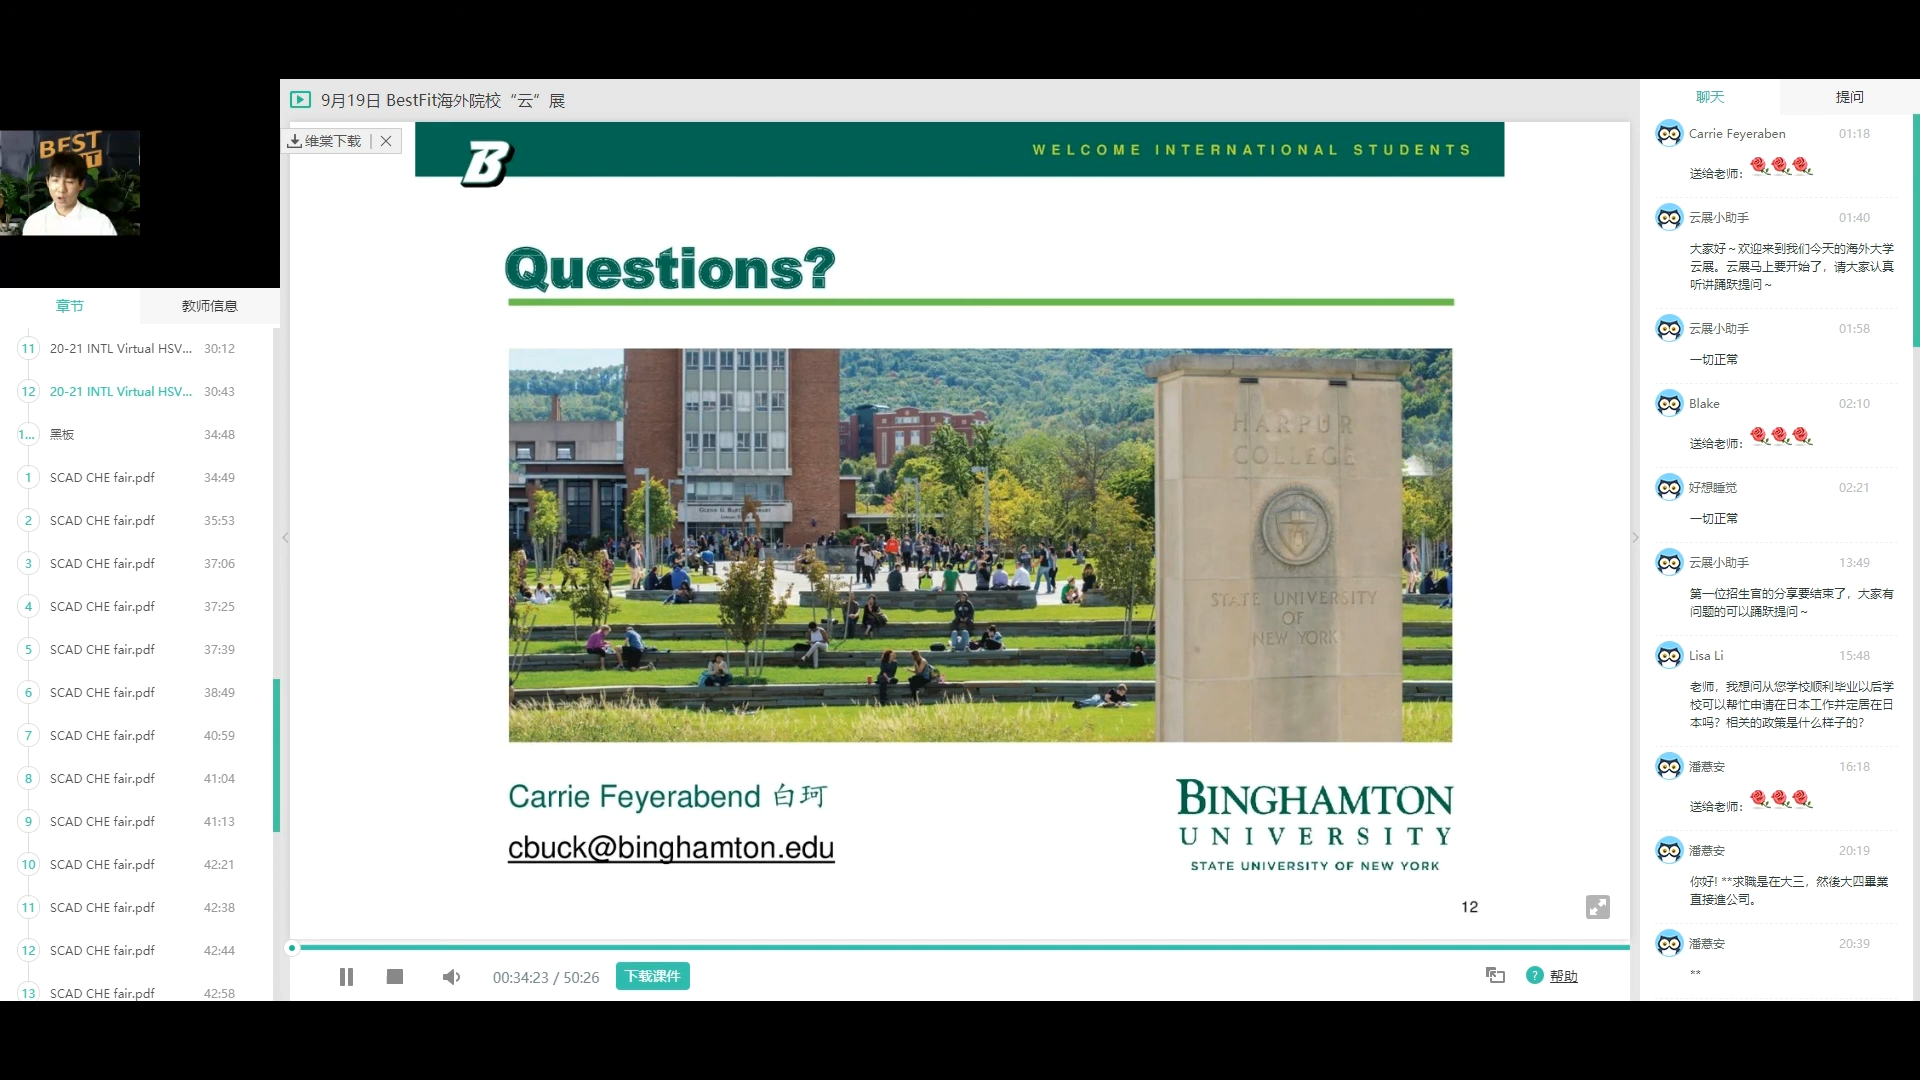 9月19日 BestFit海外院校“云”展
维棠下载
BEST
章节
教师信息
11 20-21 INTL Virtual HSV... 30:12
12 20-21 INTL Virtual HSV... 30:43
1... 黑板 34:48
1 SCAD CHE fair.pdf 34:49
2 SCAD CHE fair.pdf 35:53
3 SCAD CHE fair.pdf 37:06
4 SCAD CHE fair.pdf 37:25
5 SCAD CHE fair.pdf 37:39
6 SCAD CHE fair.pdf 38:49
7 SCAD CHE fair.pdf 40:59
8 SCAD CHE fair.pdf 41:04
9 SCAD CHE fair.pdf 41:13
10 SCAD CHE fair.pdf 42:21
11 SCAD CHE fair.pdf 42:38
12 SCAD CHE fair.pdf 42:44
13 SCAD CHE fair.pdf 42:58
B
WELCOME INTERNATIONAL STUDENTS
Questions?
HARPUR
COLLEGE
STATE UNIVERSITY
OF
NEW YORK
Carrie Feyerabend 白珂
cbuck@binghamton.edu
BINGHAMTON
UNIVERSITY
STATE UNIVERSITY OF NEW YORK
12
00:34:23 / 50:26
下载课件
? 帮助
聊天
提问
Carrie Feyeraben 01:18
送给老师：
云展小助手 01:40
大家好～欢迎来到我们今天的海外大学
云展。云展马上要开始了，请大家认真
听讲踊跃提问～
云展小助手 01:58
一切正常
Blake 02:10
送给老师：
好想睡觉 02:21
一切正常
云展小助手 13:49
第一位招生官的分享要结束了，大家有
问题的可以踊跃提问～
Lisa Li 15:48
老师，我想问从您学校顺利毕业以后学
校可以帮忙申请在日本工作并定居在日
本吗？相关的政策是什么样子的？
潘薏安 16:18
送给老师：
潘薏安 20:19
你好! **求職是在大三，然後大四畢業
直接進公司。
潘薏安 20:39
**